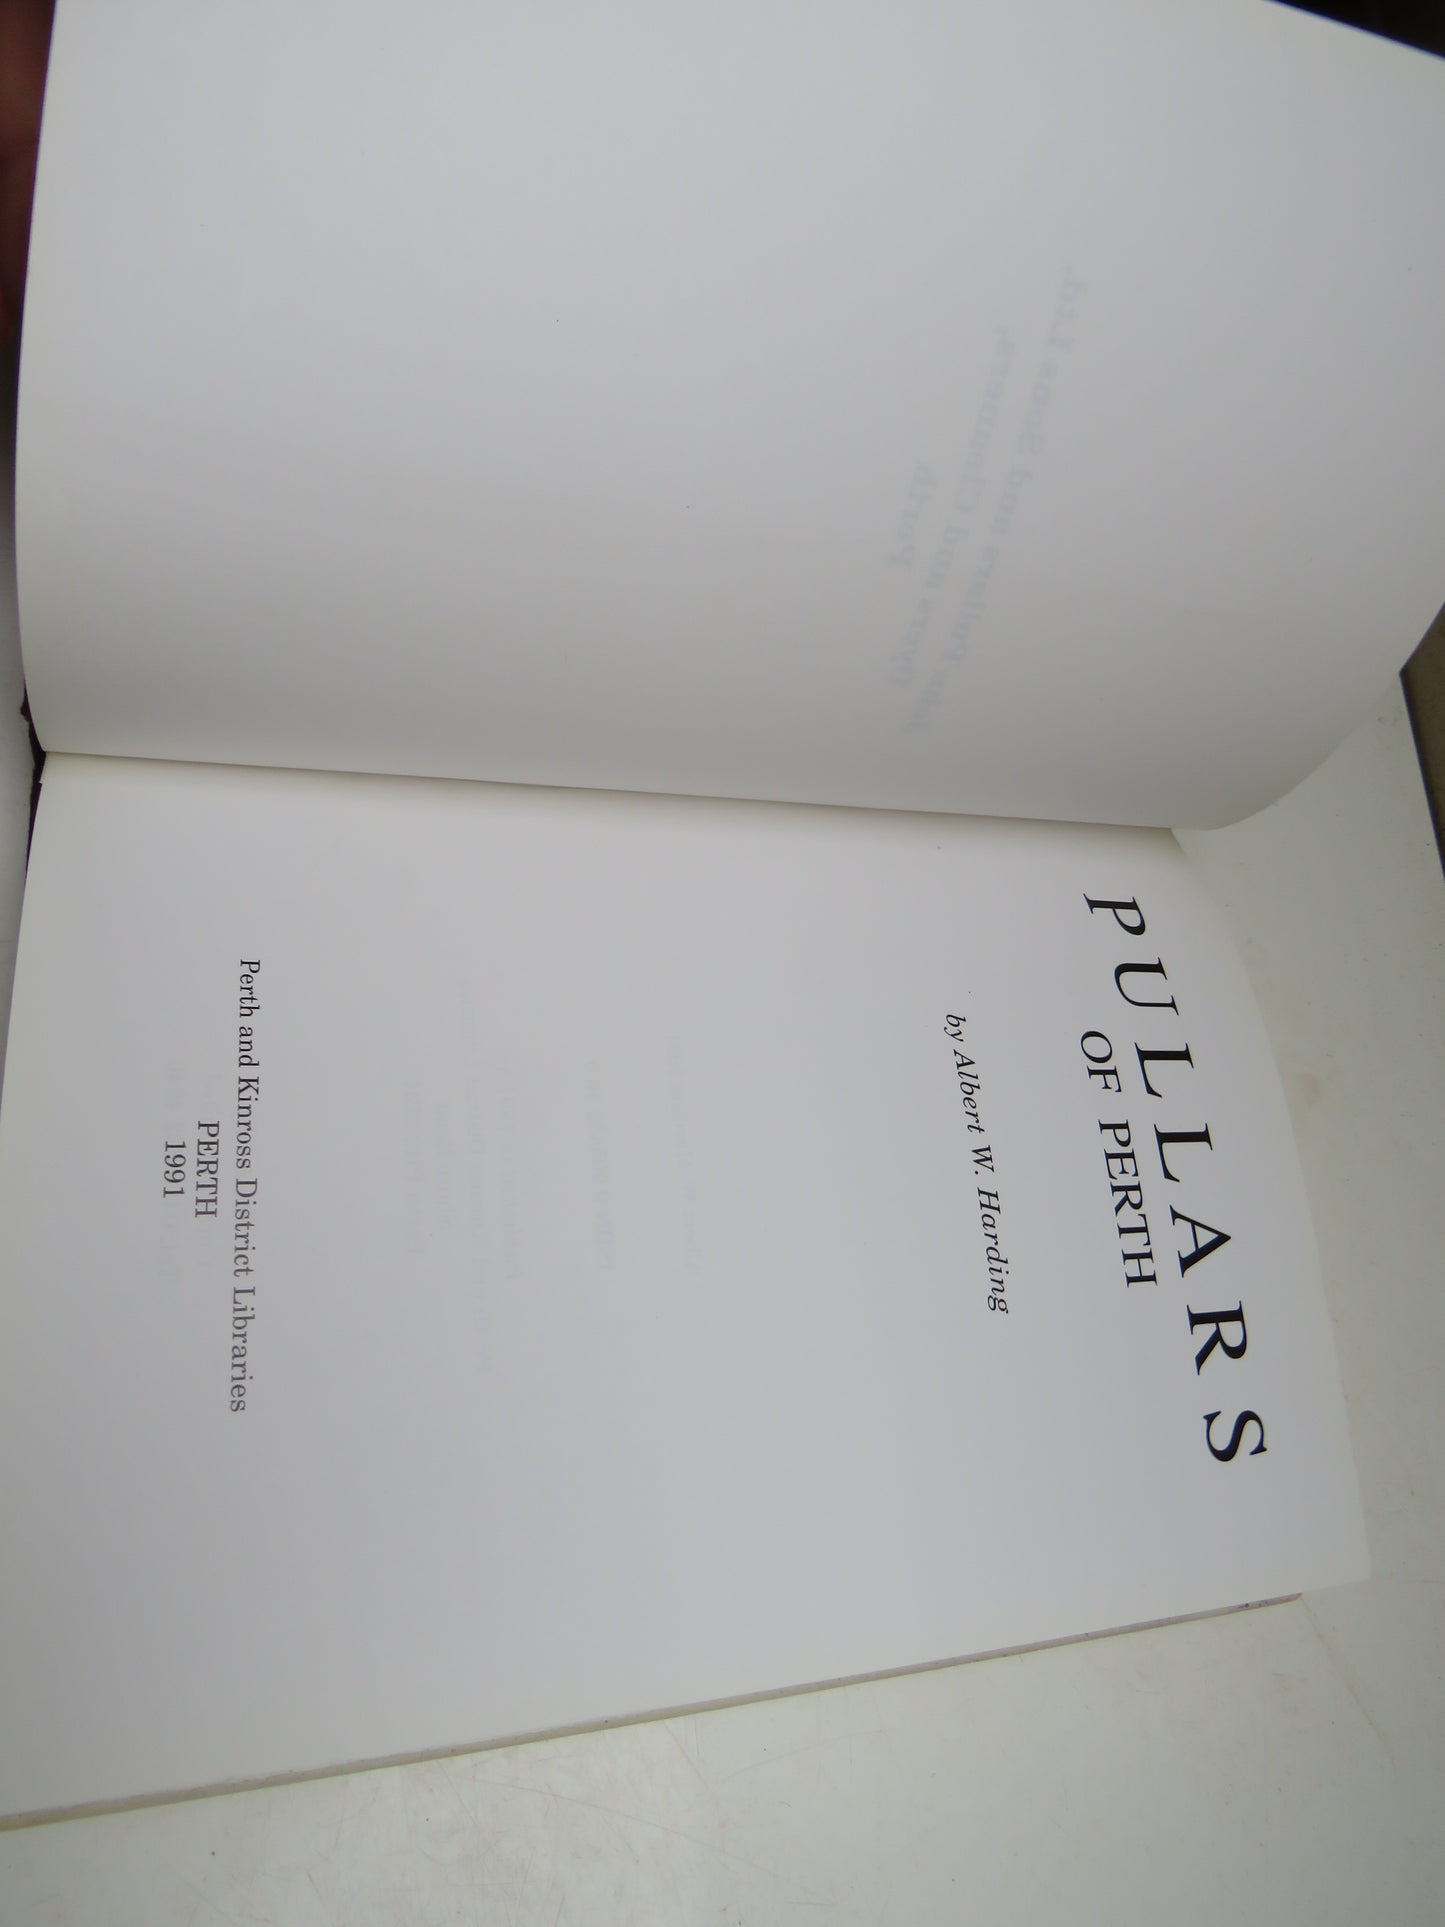 PULLARS
OF PERTH
by Albert W. Harding
Perth and Kinross District Libraries
PERTH
1991